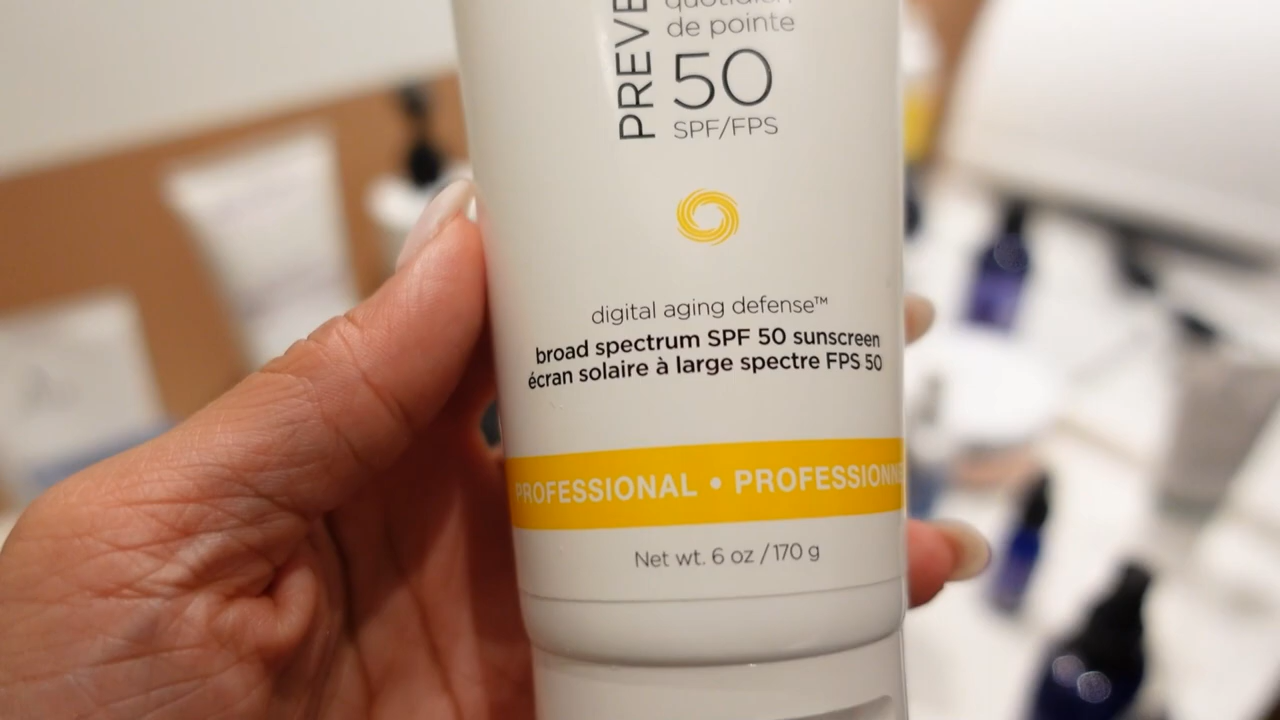 de pointe
50
SPF/FPS
digital aging defense™
broad spectrum SPF 50 sunscreen
écran solaire à large spectre FPS 50
PROFESSIONAL • PROFESSIONN
Net wt. 6 oz / 170 g